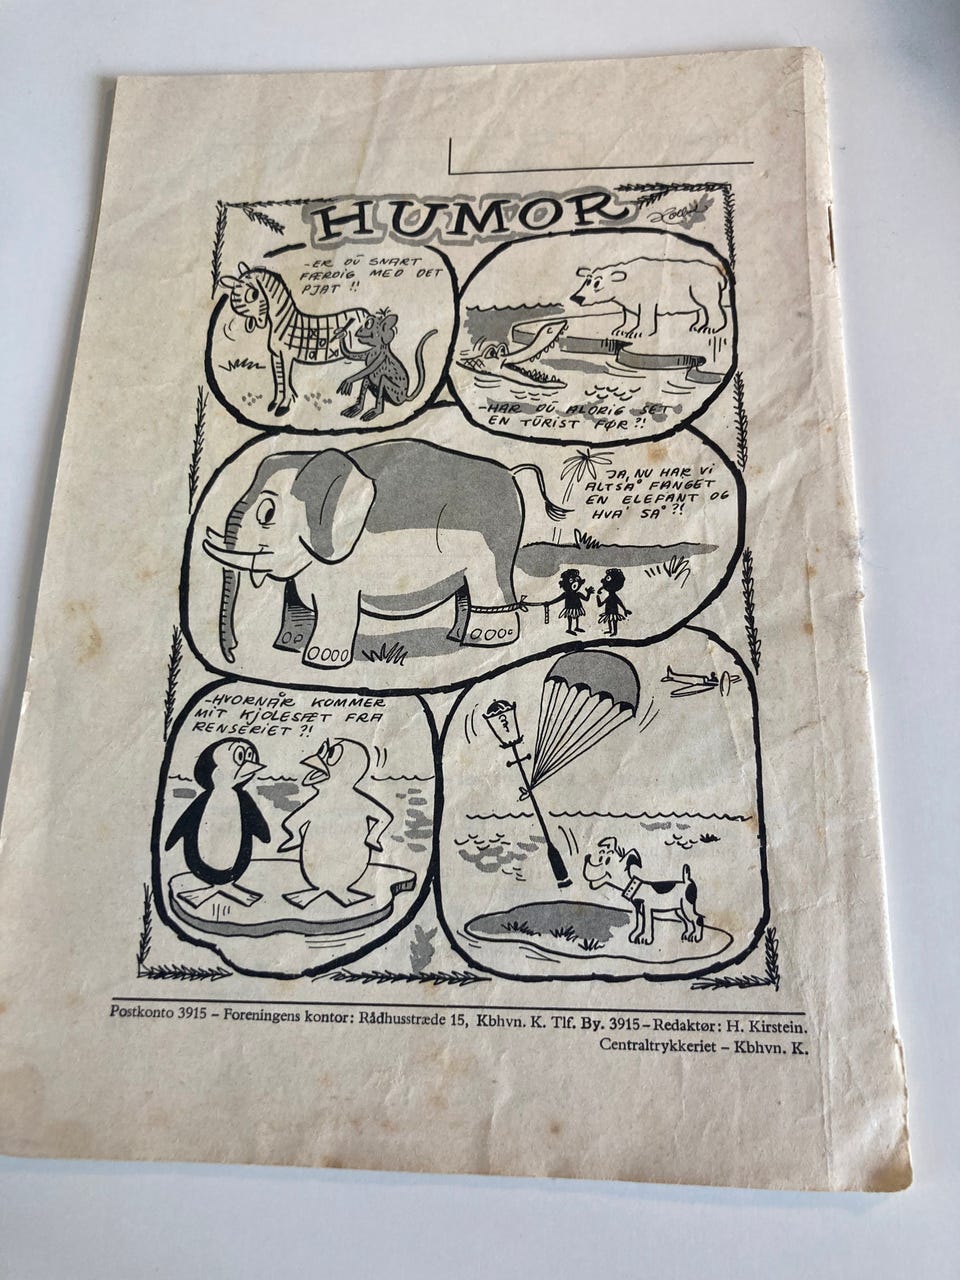 HUMOR
-ER DU SNART
FÆRDIG MED DET
PJAT !!
-HAR DU ALDRIG SET
EN TURIST FØR ?!
JA, NU HAR VI
ALTSÅ FANGET
EN ELEFANT OG
HVA' SÅ ?!
-HVORNÅR KOMMER
MIT KJOLESÆT FRA
RENSERIET ?!
Postkonto 3915 – Foreningens kontor: Rådhusstræde 15, Kbhvn. K. Tlf. By. 3915 – Redaktør: H. Kirstein.
Centraltrykkeriet – Kbhvn. K.